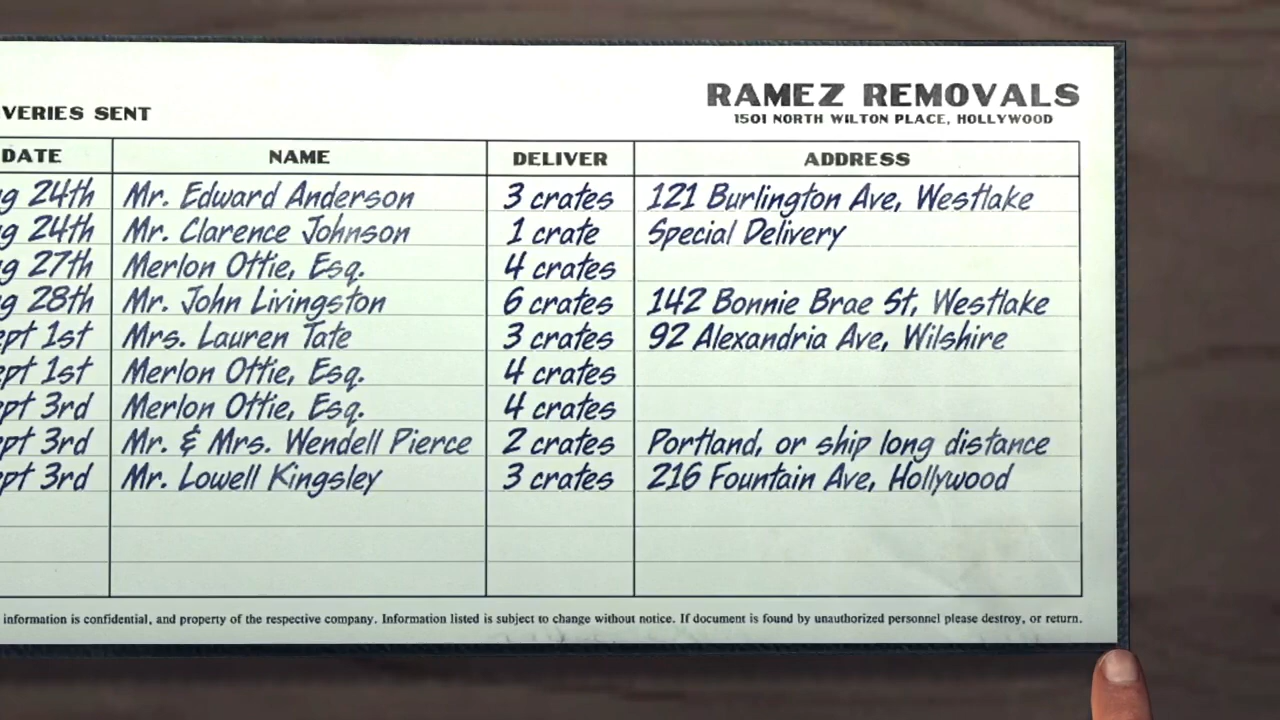 RAMEZ REMOVALS
VERIES SENT
1501 NORTH WILTON PLACE, HOLLYWOOD
DATE NAME DELIVER ADDRESS
g 24th Mr. Edward Anderson 3 crates 121 Burlington Ave, Westlake
g 24th Mr. Clarence Johnson 1 crate Special Delivery
g 27th Merlon Ottie, Esq. 4 crates
g 28th Mr. John Livingston 6 crates 142 Bonnie Brae St, Westlake
ept 1st Mrs. Lauren Tate 3 crates 92 Alexandria Ave, Wilshire
ept 1st Merlon Ottie, Esq. 4 crates
pt 3rd Merlon Ottie, Esq. 4 crates
pt 3rd Mr. & Mrs. Wendell Pierce 2 crates Portland, or ship long distance
pt 3rd Mr. Lowell Kingsley 3 crates 216 Fountain Ave, Hollywood
information is confidential, and property of the respective company. Information listed is subject to change without notice. If document is found by unauthorized personnel please destroy, or return.